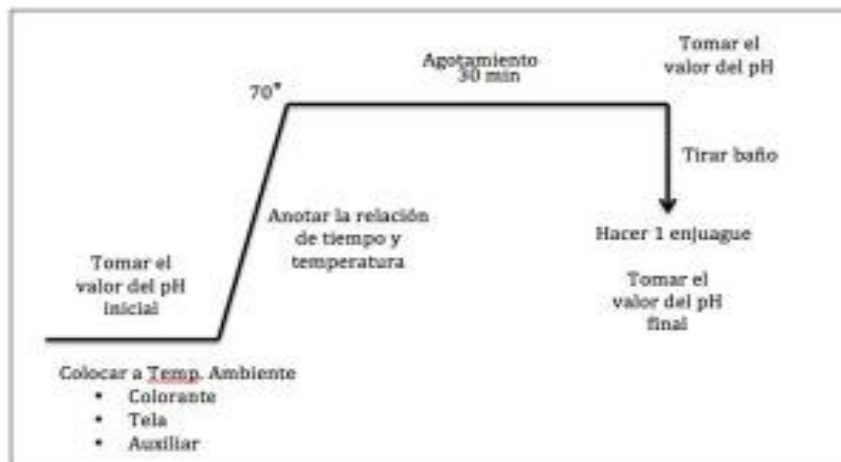 Tomar el
valor del pH
Agotamiento
30 min
70°
Tirar baño
Anotar la relación
de tiempo y
temperatura
Hacer 1 enjuague
Tomar el
valor del pH
inicial
Tomar el
valor del pH
final
Colocar a Temp. Ambiente
• Colorante
• Tela
• Auxiliar